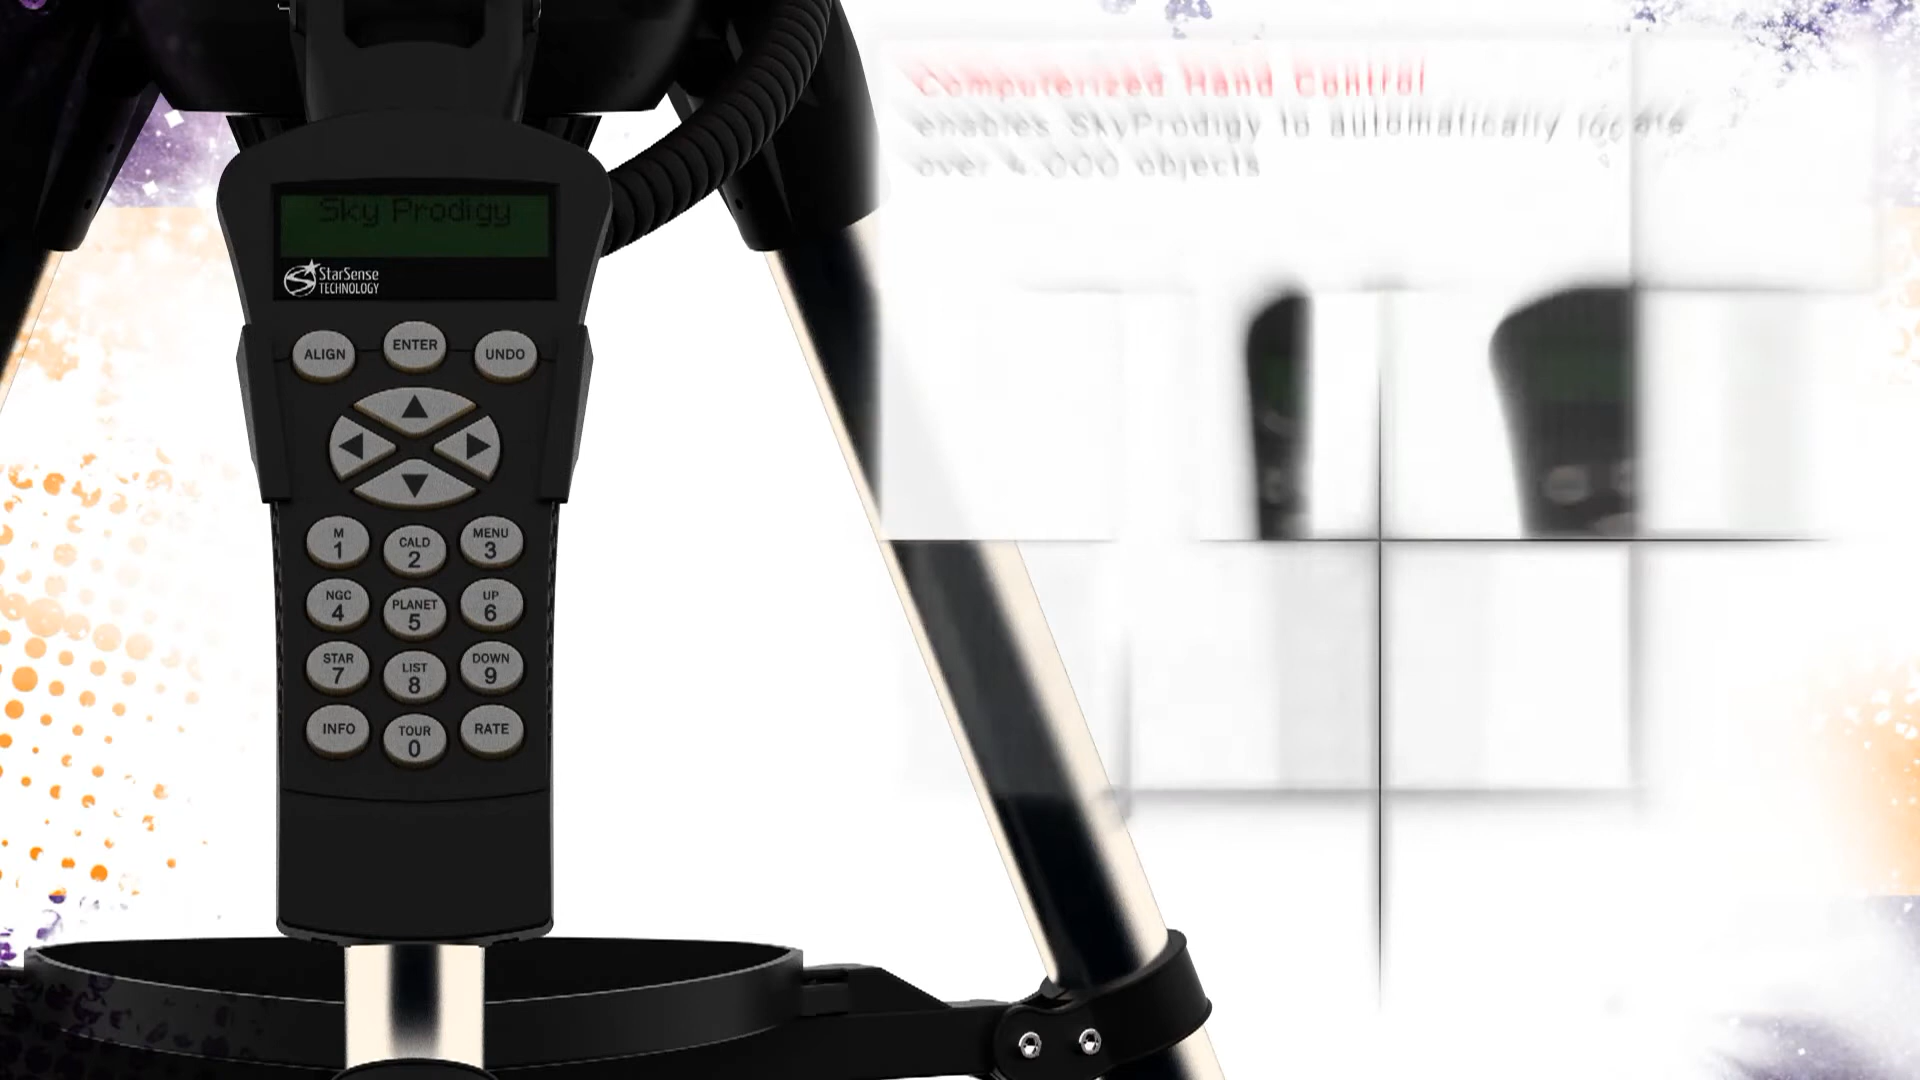 Computerized Hand Control
enables SkyProdigy to automatically locate
over 4,000 objects
Sky Prodigy
StarSense
TECHNOLOGY
ALIGN
ENTER
UNDO
M
1
CALD
2
MENU
3
NGC
4
PLANET
5
UP
6
STAR
7
LIST
8
DOWN
9
INFO
TOUR
0
RATE